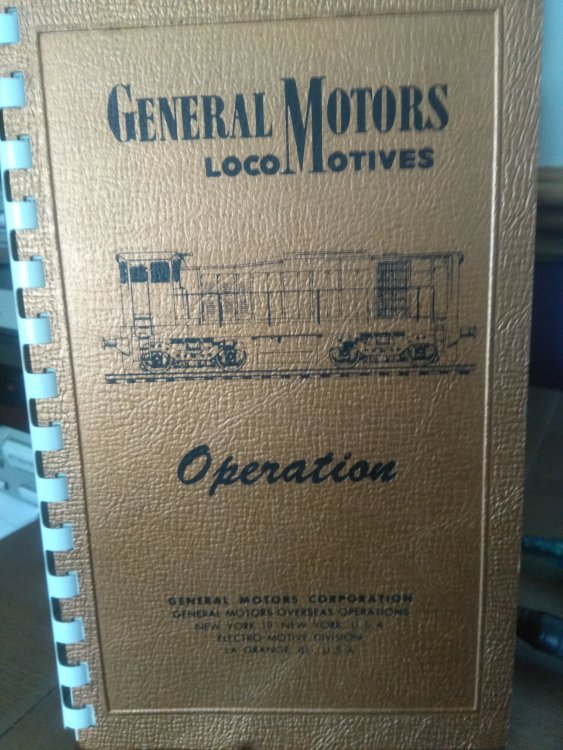 GENERAL MOTORS
LOCOMOTIVES
Operation
GENERAL MOTORS CORPORATION
GENERAL MOTORS OVERSEAS OPERATIONS
NEW YORK 19 NEW YORK U S A
ELECTRO-MOTIVE DIVISION
LA GRANGE, ILL. U.S.A.